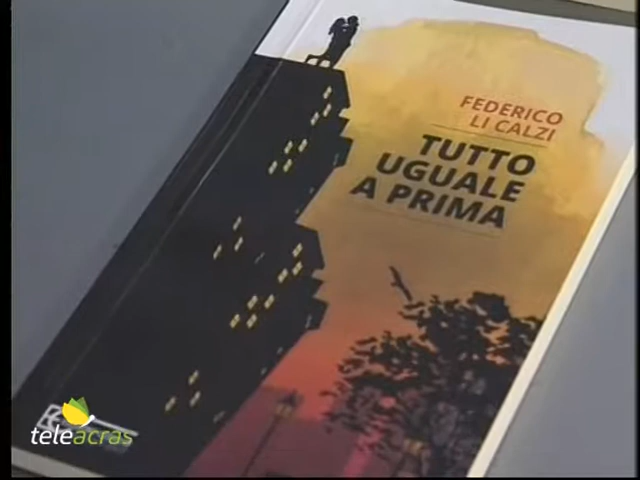 FEDERICO
LI CALZI
TUTTO
UGUALE
A PRIMA
teleacras